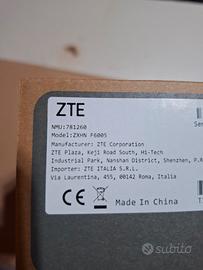 ZTE
NMU:781260
Model: ZXHN F6005
Manufacturer: ZTE Corporation
ZTE Plaza, Keji Road South, Hi-Tech
Industrial Park, Nanshan District, Shenzhen, P.R
Importer: ZTE ITALIA S.R.L.
Via Laurentina, 455, 00142 Roma, Italia
CE
Made In China
subito